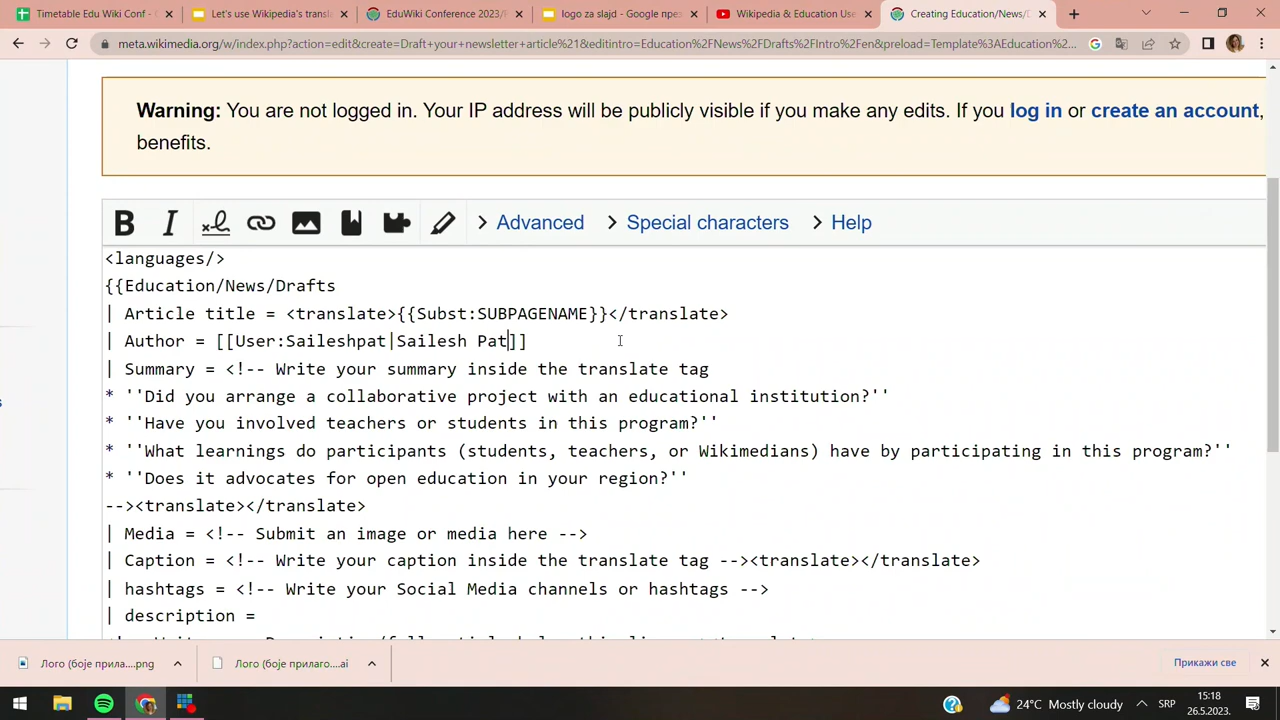 Timetable Edu Wiki Conf -
Let's use Wikipedia's transla
EduWiki Conference 2023/P
logo za slajd - Google през
Wikipedia & Education Use
Creating Education/News/D
meta.wikimedia.org/w/index.php?action=edit&create=Draft+your+newsletter+article%21&editintro=Education%2FNews%2FDrafts%2FIntro%2Fen&preload=Template%3AEducation%2...
Warning: You are not logged in. Your IP address will be publicly visible if you make any edits. If you log in or create an account,
benefits.
B I Advanced Special characters Help
<languages/>
{{Education/News/Drafts
| Article title = <translate>{{Subst:SUBPAGENAME}}</translate>
| Author = [[User:Saileshpat|Sailesh Pat]]
| Summary = <!-- Write your summary inside the translate tag
* ''Did you arrange a collaborative project with an educational institution?''
* ''Have you involved teachers or students in this program?''
* ''What learnings do participants (students, teachers, or Wikimedians) have by participating in this program?''
* ''Does it advocates for open education in your region?''
--><translate></translate>
| Media = <!-- Submit an image or media here -->
| Caption = <!-- Write your caption inside the translate tag --><translate></translate>
| hashtags = <!-- Write your Social Media channels or hashtags -->
| description =
Лого (боје прила....png
Лого (боје прилаго....ai
Прикажи све
24°C Mostly cloudy
SRP
15:18
26.5.2023.